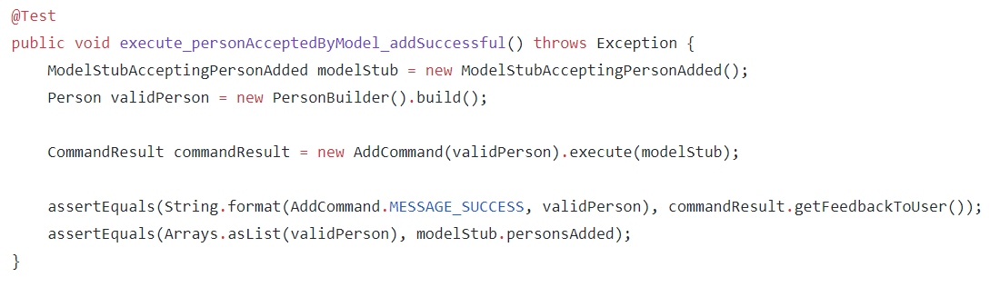 @Test
public void execute_personAcceptedByModel_addSuccessful() throws Exception {
    ModelStubAcceptingPersonAdded modelStub = new ModelStubAcceptingPersonAdded();
    Person validPerson = new PersonBuilder().build();

    CommandResult commandResult = new AddCommand(validPerson).execute(modelStub);

    assertEquals(String.format(AddCommand.MESSAGE_SUCCESS, validPerson), commandResult.getFeedbackToUser());
    assertEquals(Arrays.asList(validPerson), modelStub.personsAdded);
}